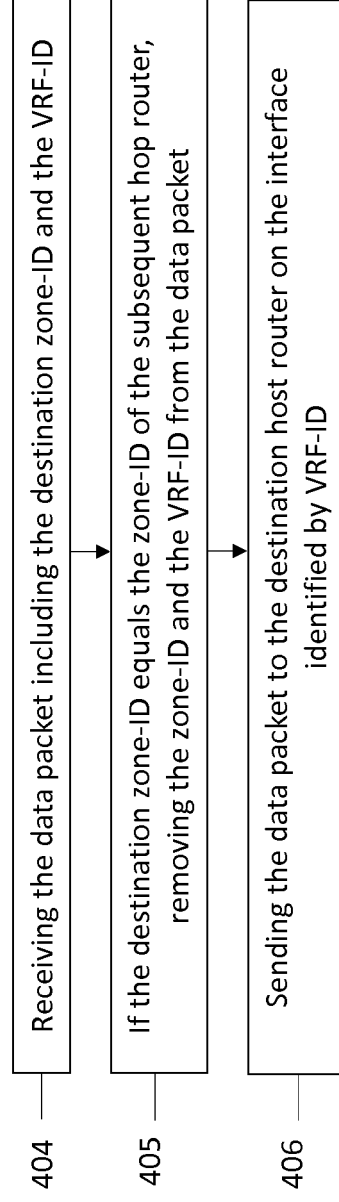 404
Receiving the data packet including the destination zone-ID and the VRF-ID
405
If the destination zone-ID equals the zone-ID of the subsequent hop router,
removing the zone-ID and the VRF-ID from the data packet
406
Sending the data packet to the destination host router on the interface
identified by VRF-ID